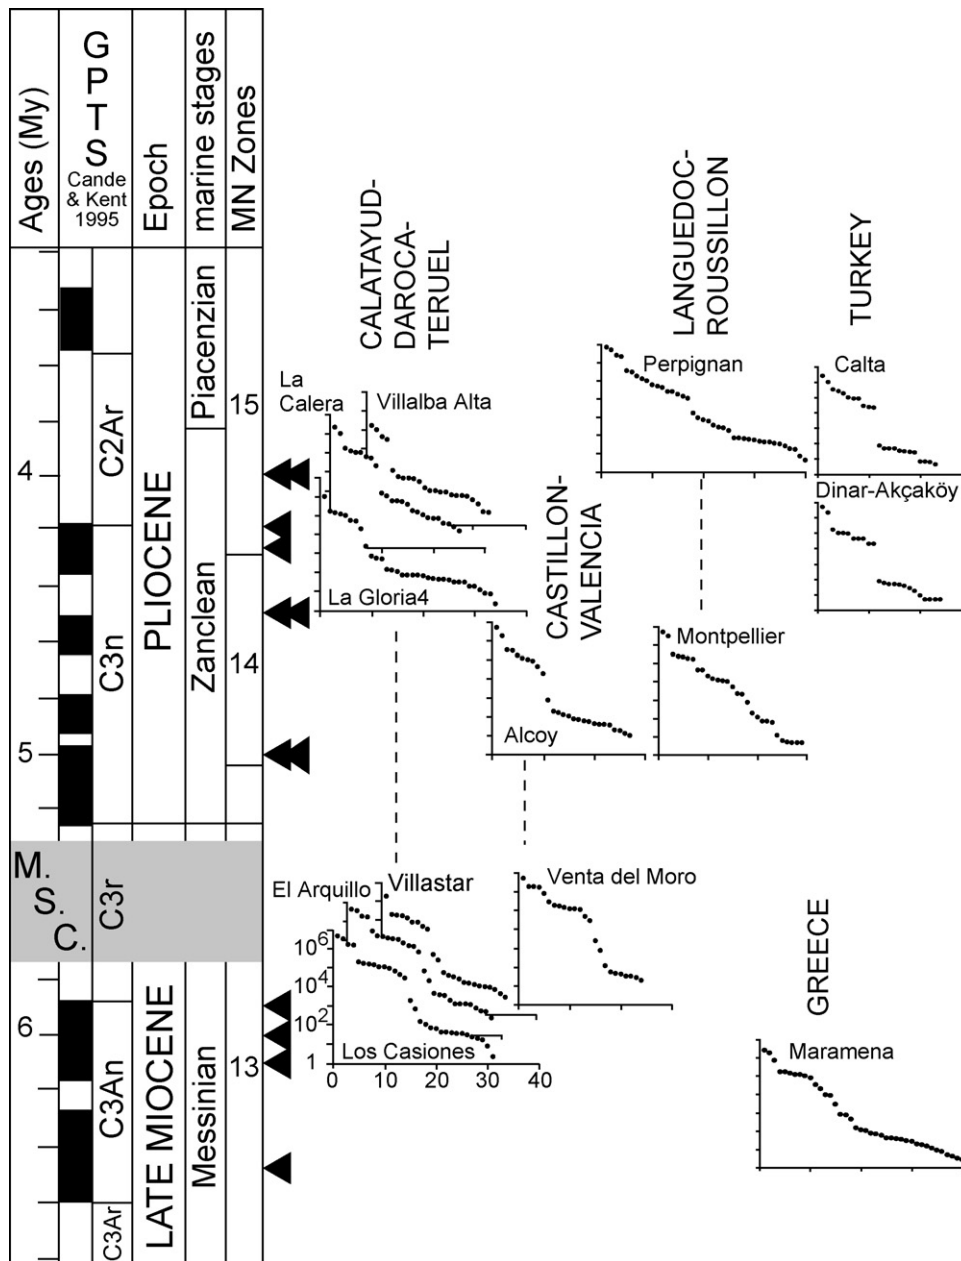 Ages (My)
G
P
T
S
Cande
& Kent
1995
Epoch
marine stages
MN Zones
CALATAYUD-
DAROCA-
TERUEL
LANGUEDOC-
ROUSSILLON
TURKEY
CASTILLON-
VALENCIA
GREECE
4
5
6
M.
S.
C.
C2Ar
C3n
C3r
C3An
C3Ar
PLIOCENE
LATE MIOCENE
Piacenzian
Zanclean
Messinian
15
14
13
La
Calera
Villalba Alta
La Gloria4
Perpignan
Calta
Dinar-Akçaköy
Alcoy
Montpellier
El Arquillo
Villastar
Venta del Moro
Los Casiones
10⁶
10⁴
10²
1
0 10 20 30 40
Maramena